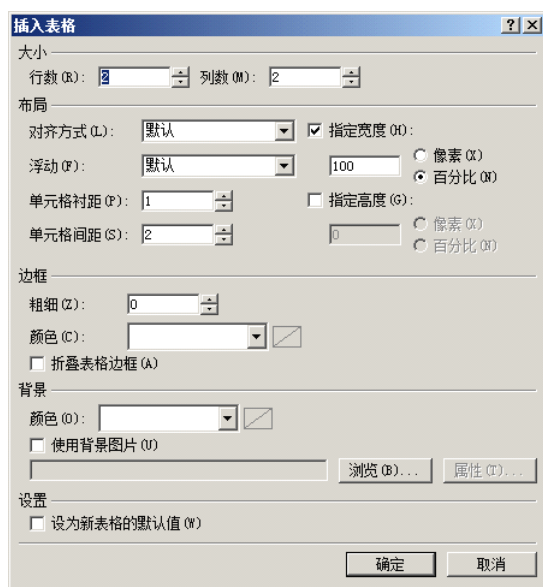 插入表格
大小
行数(R): 2 列数(M): 2
布局
对齐方式(L): 默认 指定宽度(H):
浮动(F): 默认 100 像素(X)
百分比(N)
单元格衬距(P): 1 指定高度(G):
单元格间距(S): 2 0 像素(X)
百分比(N)
边框
粗细(Z): 0
颜色(C):
折叠表格边框(A)
背景
颜色(O):
使用背景图片(U)
浏览(B)... 属性(T)...
设置
设为新表格的默认值(W)
确定 取消